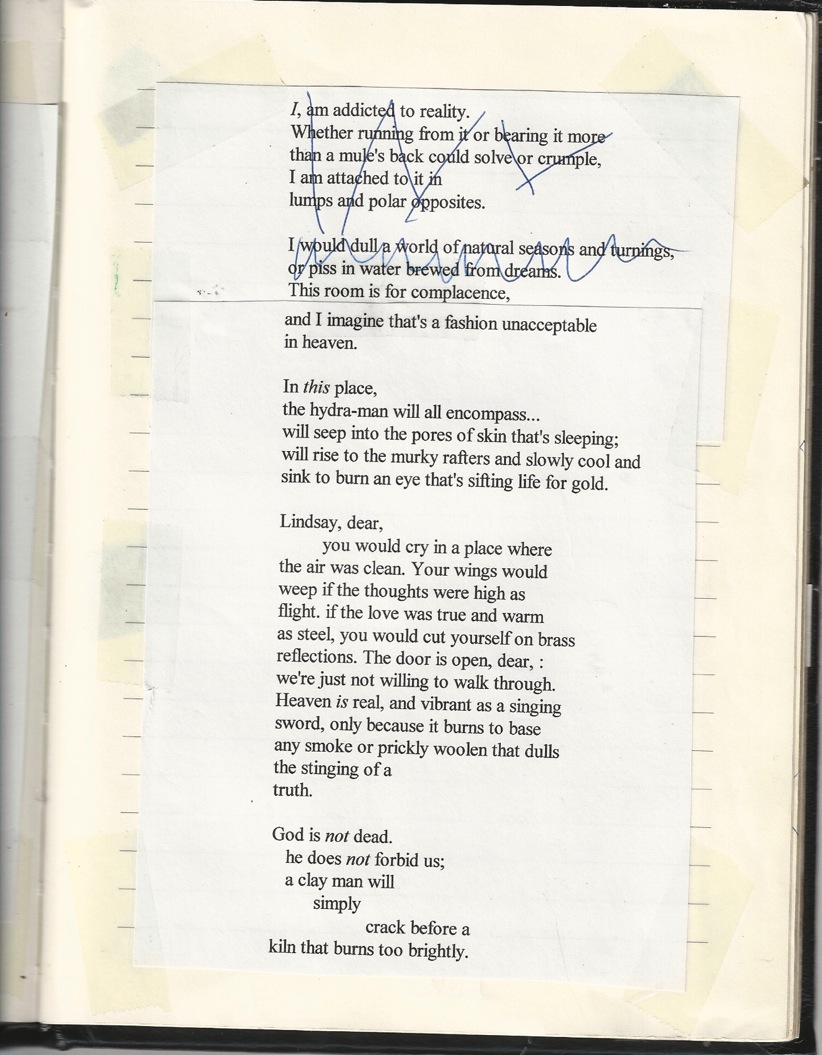 I, am addicted to reality.
Whether running from it or bearing it more
than a mule's back could solve or crumple,
I am attached to it in
lumps and polar opposites.
I would dull a world of natural seasons and turnings,
or piss in water brewed from dreams.
This room is for complacence,
and I imagine that's a fashion unacceptable
in heaven.
In this place,
the hydra-man will all encompass...
will seep into the pores of skin that's sleeping;
will rise to the murky rafters and slowly cool and
sink to burn an eye that's sifting life for gold.
Lindsay, dear,
you would cry in a place where
the air was clean. Your wings would
weep if the thoughts were high as
flight. if the love was true and warm
as steel, you would cut yourself on brass
reflections. The door is open, dear, :
we're just not willing to walk through.
Heaven is real, and vibrant as a singing
sword, only because it burns to base
any smoke or prickly woolen that dulls
the stinging of a
truth.
God is not dead.
he does not forbid us;
a clay man will
simply
crack before a
kiln that burns too brightly.